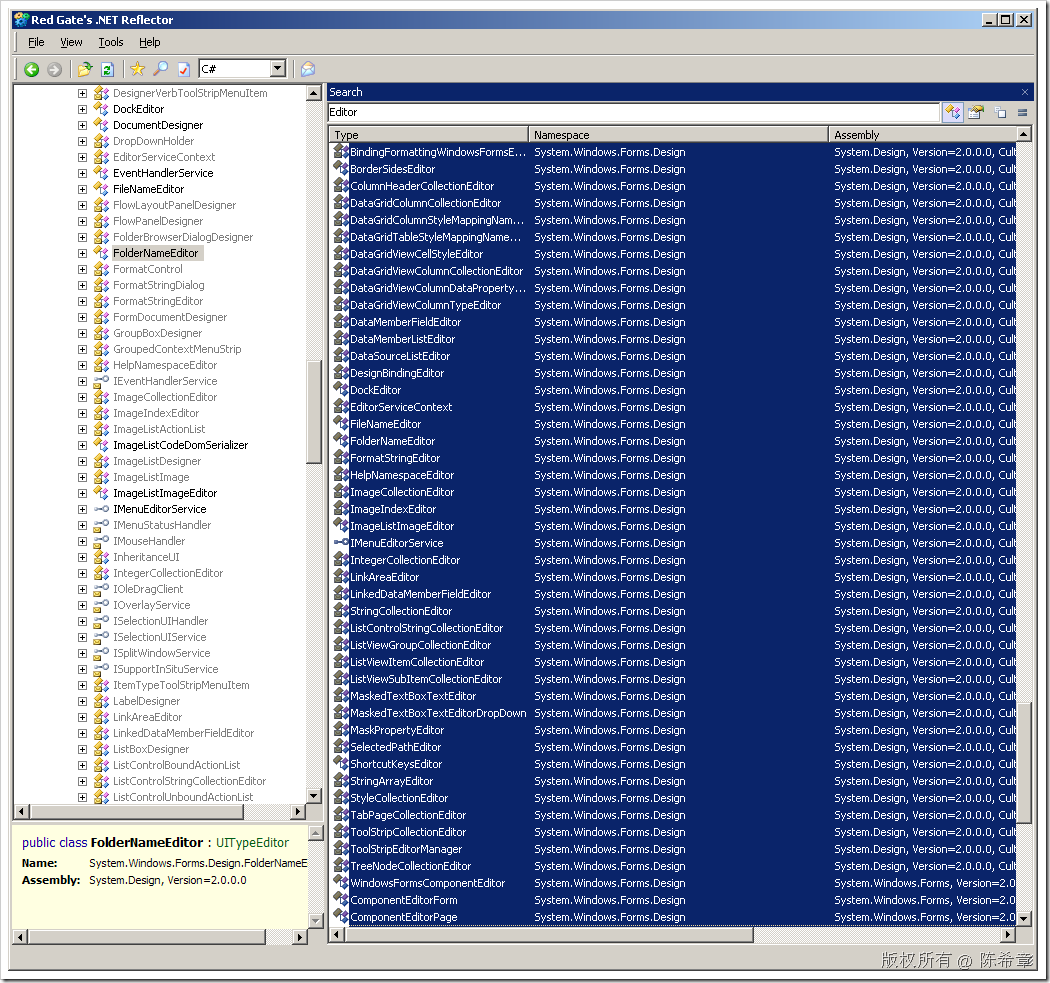 Red Gate's .NET Reflector
File View Tools Help
C#
DesignerVerbToolStripMenuItem
DockEditor
DocumentDesigner
DropDownHolder
EditorServiceContext
EventHandlerService
FileNameEditor
FlowLayoutPanelDesigner
FlowPanelDesigner
FolderBrowserDialogDesigner
FolderNameEditor
FormatControl
FormatStringDialog
FormatStringEditor
FormDocumentDesigner
GroupBoxDesigner
GroupedContextMenuStrip
HelpNamespaceEditor
IEventHandlerService
ImageCollectionEditor
ImageIndexEditor
ImageListActionList
ImageListCodeDomSerializer
ImageListDesigner
ImageListImage
ImageListImageEditor
IMenuEditorService
IMenuStatusHandler
IMouseHandler
InheritanceUI
IntegerCollectionEditor
IOleDragClient
IOverlayService
ISelectionUIHandler
ISelectionUIService
ISplitWindowService
ISupportInSituService
ItemTypeToolStripMenuItem
LabelDesigner
LinkAreaEditor
LinkedDataMemberFieldEditor
ListBoxDesigner
ListControlBoundActionList
ListControlStringCollectionEditor
ListControlUnboundActionList
public class FolderNameEditor : UITypeEditor
Name: System.Windows.Forms.Design.FolderNameE
Assembly: System.Design, Version=2.0.0.0
Search
Editor
Type Namespace Assembly
BindingFormattingWindowsFormsE... System.Windows.Forms.Design System.Design, Version=2.0.0.0, Cult
BorderSidesEditor System.Windows.Forms.Design System.Design, Version=2.0.0.0, Cult
ColumnHeaderCollectionEditor System.Windows.Forms.Design System.Design, Version=2.0.0.0, Cult
DataGridColumnCollectionEditor System.Windows.Forms.Design System.Design, Version=2.0.0.0, Cult
DataGridColumnStyleMappingNam... System.Windows.Forms.Design System.Design, Version=2.0.0.0, Cult
DataGridTableStyleMappingName... System.Windows.Forms.Design System.Design, Version=2.0.0.0, Cult
DataGridViewCellStyleEditor System.Windows.Forms.Design System.Design, Version=2.0.0.0, Cult
DataGridViewColumnCollectionEditor System.Windows.Forms.Design System.Design, Version=2.0.0.0, Cult
DataGridViewColumnDataProperty... System.Windows.Forms.Design System.Design, Version=2.0.0.0, Cult
DataGridViewColumnTypeEditor System.Windows.Forms.Design System.Design, Version=2.0.0.0, Cult
DataMemberFieldEditor System.Windows.Forms.Design System.Design, Version=2.0.0.0, Cult
DataMemberListEditor System.Windows.Forms.Design System.Design, Version=2.0.0.0, Cult
DataSourceListEditor System.Windows.Forms.Design System.Design, Version=2.0.0.0, Cult
DesignBindingEditor System.Windows.Forms.Design System.Design, Version=2.0.0.0, Cult
DockEditor System.Windows.Forms.Design System.Design, Version=2.0.0.0, Cult
EditorServiceContext System.Windows.Forms.Design System.Design, Version=2.0.0.0, Cult
FileNameEditor System.Windows.Forms.Design System.Design, Version=2.0.0.0, Cult
FolderNameEditor System.Windows.Forms.Design System.Design, Version=2.0.0.0, Cult
FormatStringEditor System.Windows.Forms.Design System.Design, Version=2.0.0.0, Cult
HelpNamespaceEditor System.Windows.Forms.Design System.Design, Version=2.0.0.0, Cult
ImageCollectionEditor System.Windows.Forms.Design System.Design, Version=2.0.0.0, Cult
ImageIndexEditor System.Windows.Forms.Design System.Design, Version=2.0.0.0, Cult
ImageListImageEditor System.Windows.Forms.Design System.Design, Version=2.0.0.0, Cult
IMenuEditorService System.Windows.Forms.Design System.Design, Version=2.0.0.0, Cult
IntegerCollectionEditor System.Windows.Forms.Design System.Design, Version=2.0.0.0, Cult
LinkAreaEditor System.Windows.Forms.Design System.Design, Version=2.0.0.0, Cult
LinkedDataMemberFieldEditor System.Windows.Forms.Design System.Design, Version=2.0.0.0, Cult
StringCollectionEditor System.Windows.Forms.Design System.Design, Version=2.0.0.0, Cult
ListControlStringCollectionEditor System.Windows.Forms.Design System.Design, Version=2.0.0.0, Cult
ListViewGroupCollectionEditor System.Windows.Forms.Design System.Design, Version=2.0.0.0, Cult
ListViewItemCollectionEditor System.Windows.Forms.Design System.Design, Version=2.0.0.0, Cult
ListViewSubItemCollectionEditor System.Windows.Forms.Design System.Design, Version=2.0.0.0, Cult
MaskedTextBoxTextEditor System.Windows.Forms.Design System.Design, Version=2.0.0.0, Cult
MaskedTextBoxTextEditorDropDown System.Windows.Forms.Design System.Design, Version=2.0.0.0, Cult
MaskPropertyEditor System.Windows.Forms.Design System.Design, Version=2.0.0.0, Cult
SelectedPathEditor System.Windows.Forms.Design System.Design, Version=2.0.0.0, Cult
ShortcutKeysEditor System.Windows.Forms.Design System.Design, Version=2.0.0.0, Cult
StringArrayEditor System.Windows.Forms.Design System.Design, Version=2.0.0.0, Cult
StyleCollectionEditor System.Windows.Forms.Design System.Design, Version=2.0.0.0, Cult
TabPageCollectionEditor System.Windows.Forms.Design System.Design, Version=2.0.0.0, Cult
ToolStripCollectionEditor System.Windows.Forms.Design System.Design, Version=2.0.0.0, Cult
ToolStripEditorManager System.Windows.Forms.Design System.Design, Version=2.0.0.0, Cult
TreeNodeCollectionEditor System.Windows.Forms.Design System.Design, Version=2.0.0.0, Cult
WindowsFormsComponentEditor System.Windows.Forms.Design System.Windows.Forms, Version=2.0
ComponentEditorForm System.Windows.Forms.Design System.Windows.Forms, Version=2.0
ComponentEditorPage System.Windows.Forms.Design System.Windows.Forms, Version=2.0
版权所有 @ 陈希章